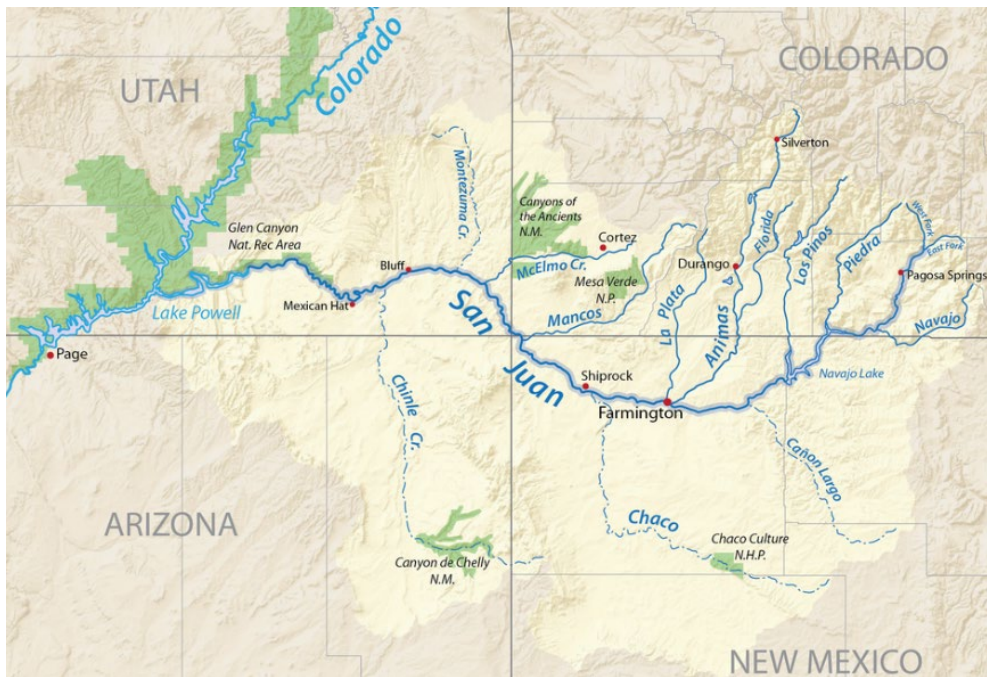 UTAH
Colorado
COLORADO
Silverton
Montezuma Cr.
Canyons of
the Ancients
N.M.
Glen Canyon
Nat. Rec Area
Cortez
McElmo Cr.
Mesa Verde
N.P.
Durango
Florida
Los Pinos
Piedra
West Fork
East Fork
Pagosa Springs
Bluff
Mexican Hat
Lake Powell
San
Juan
Mancos
La Plata
Animas
Navajo
Page
Shiprock
Farmington
Navajo Lake
Chinle Cr.
Cañon Largo
ARIZONA
Chaco
Chaco Culture
N.H.P.
Canyon de Chelly
N.M.
NEW MEXICO